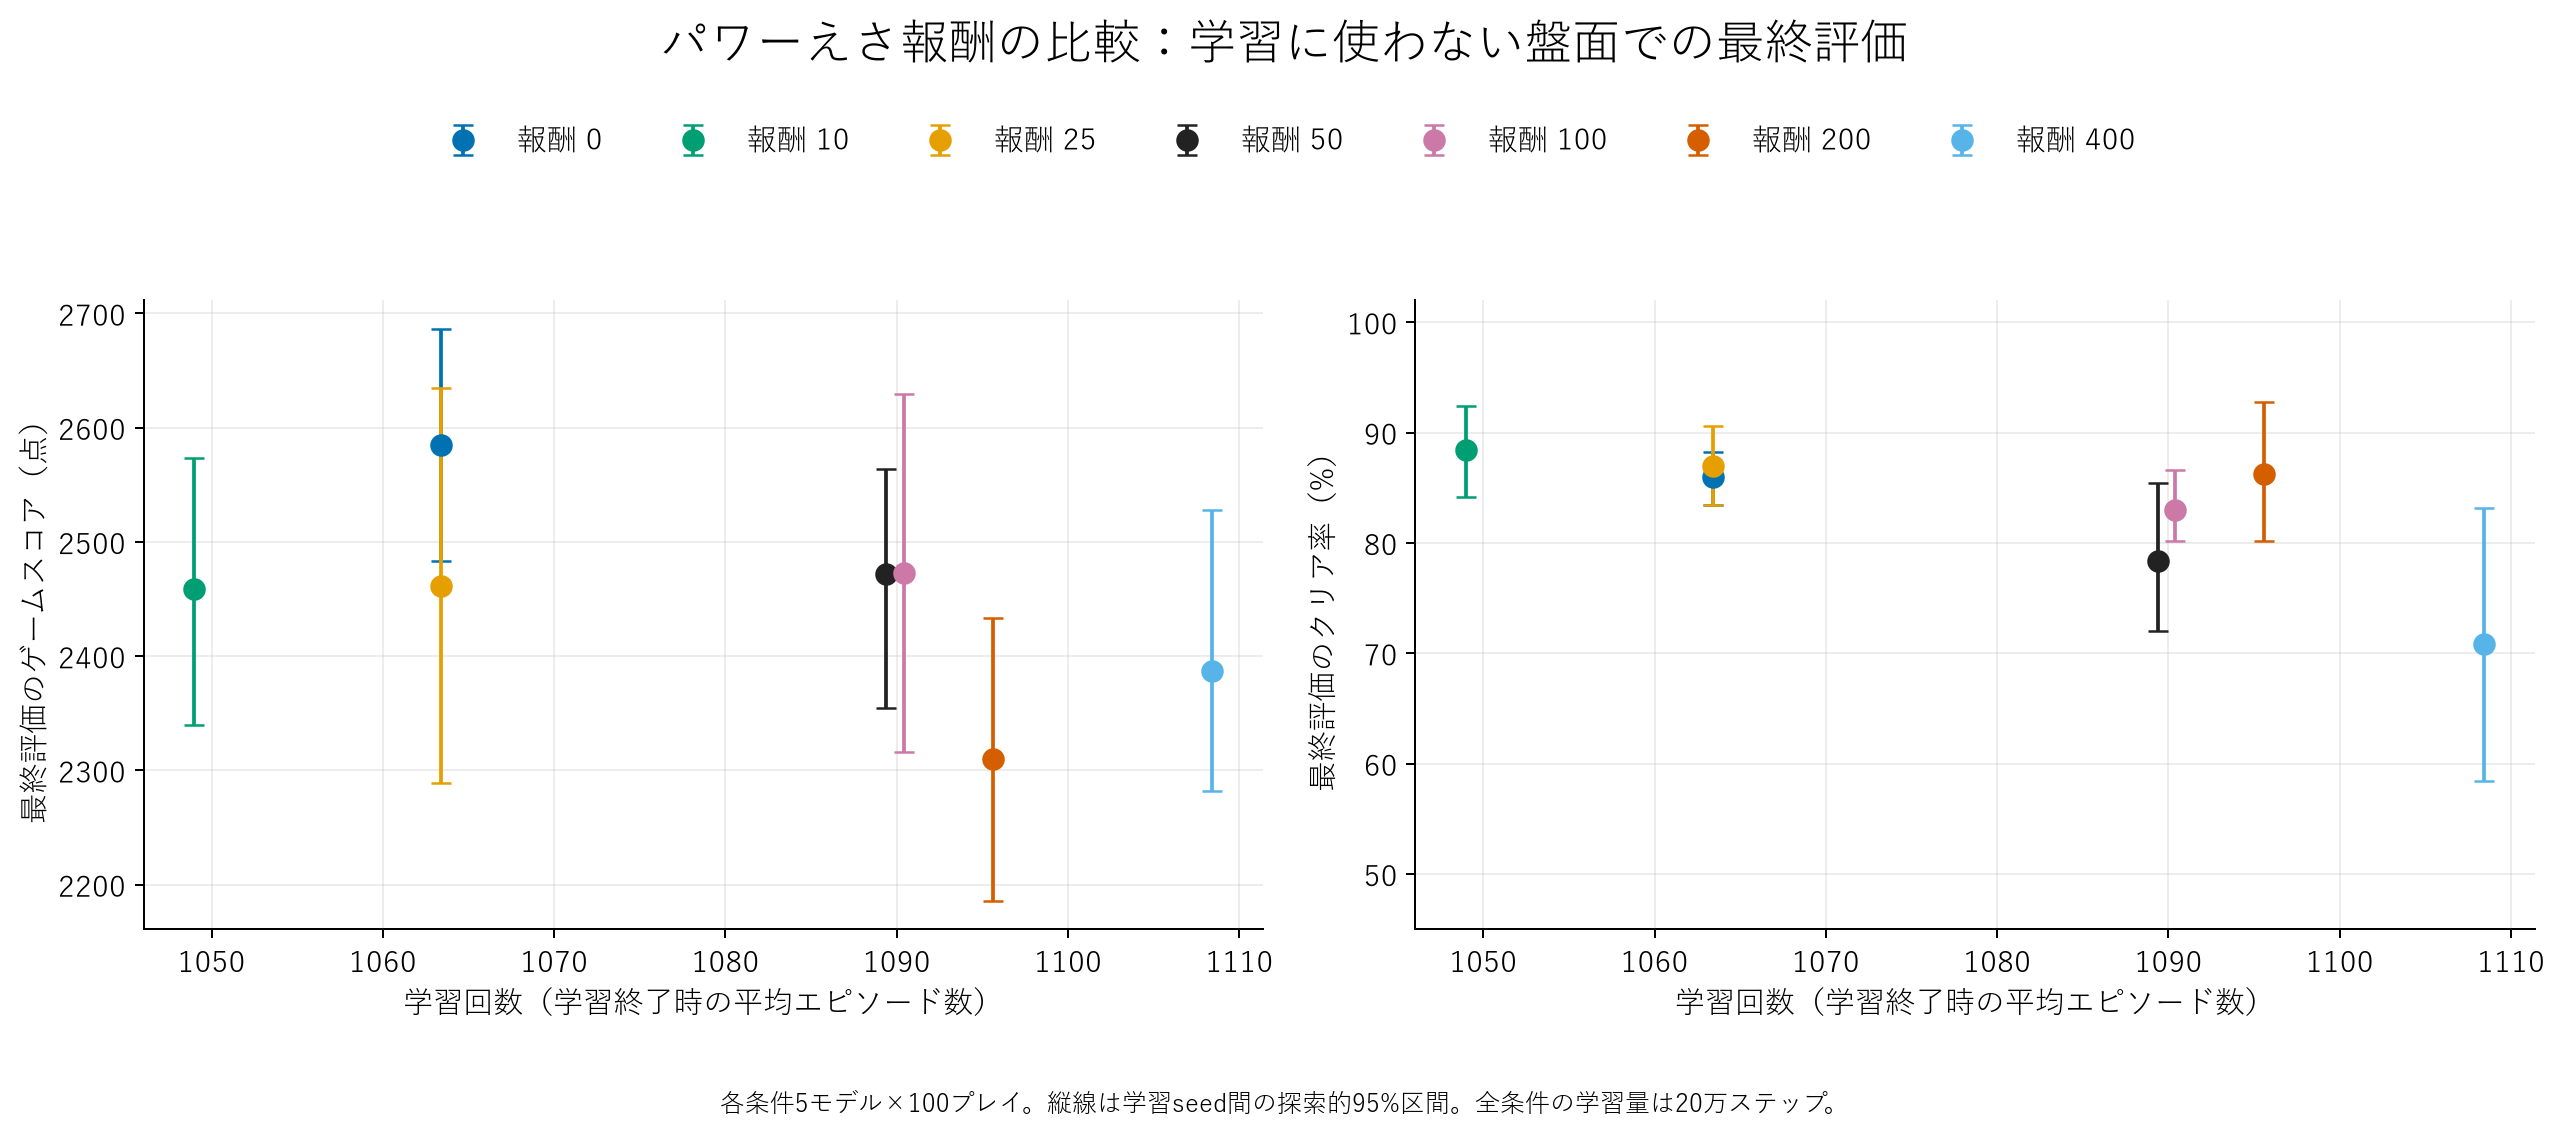 パワーえさ報酬の比較：学習に使わない盤面での最終評価
報酬 0
報酬 10
報酬 25
報酬 50
報酬 100
報酬 200
報酬 400
最終評価のゲームスコア（点）
2700
2600
2500
2400
2300
2200
1050
1060
1070
1080
1090
1100
1110
学習回数（学習終了時の平均エピソード数）
最終評価のクリア率（%）
100
90
80
70
60
50
1050
1060
1070
1080
1090
1100
1110
学習回数（学習終了時の平均エピソード数）
各条件5モデル×100プレイ。縦線は学習seed間の探索的95%区間。全条件の学習量は20万ステップ。